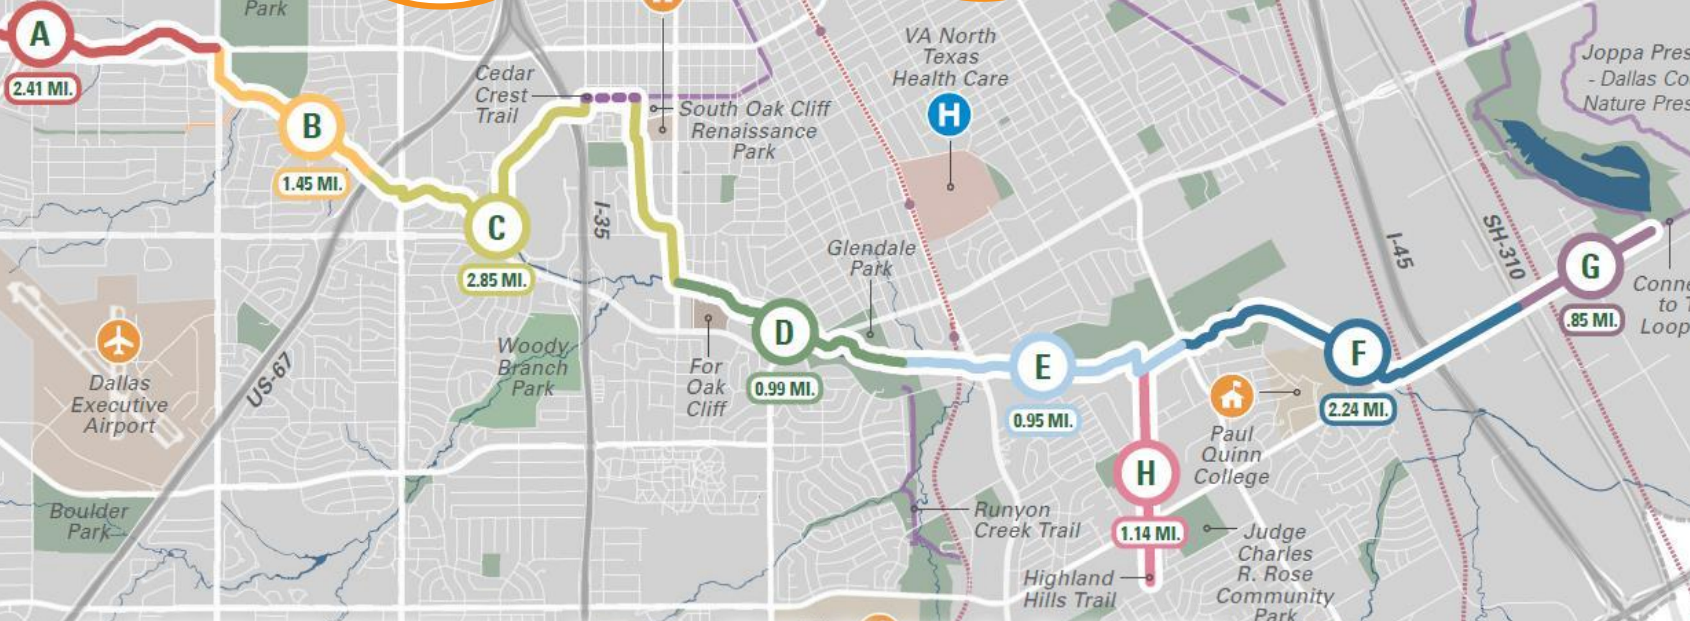 Park
A
2.41 MI.
B
1.45 MI.
Cedar
Crest
Trail
South Oak Cliff
Renaissance
Park
VA North
Texas
Health Care
H
Joppa Pres
- Dallas Co
Nature Pres
C
2.85 MI.
I-35
US-67
Glendale
Park
I-45
SH-310
G
.85 MI.
Conne
to T
Loop
Dallas
Executive
Airport
Woody
Branch
Park
For
Oak
Cliff
D
0.99 MI.
E
0.95 MI.
F
2.24 MI.
Paul
Quinn
College
H
1.14 MI.
Boulder
Park
Runyon
Creek Trail
Highland
Hills Trail
Judge
Charles
R. Rose
Community
Park